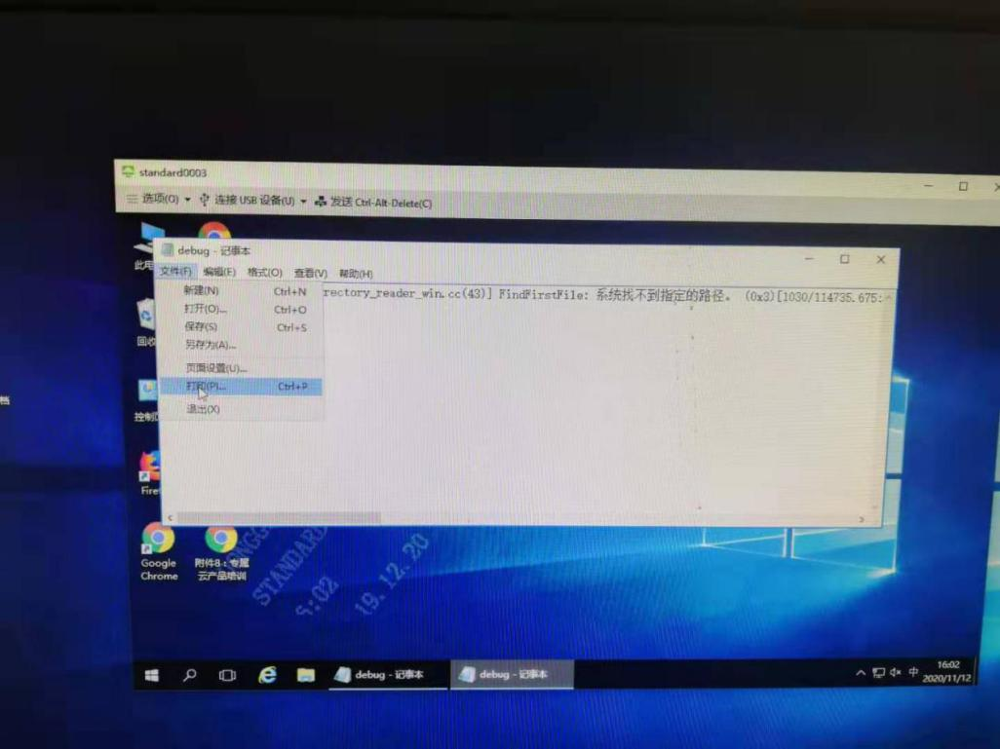 standard0003
选项(O) 连接 USB 设备(U) 发送 Ctrl-Alt-Delete(C)
debug - 记事本
文件(F) 编辑(E) 格式(O) 查看(V) 帮助(H)
rectory_reader_win.cc(43)] FindFirstFile: 系统找不到指定的路径。 (0x3)[1030/114735.675:
新建(N) Ctrl+N
打开(O)... Ctrl+O
保存(S) Ctrl+S
另存为(A)...
页面设置(U)...
打印(P)... Ctrl+P
退出(X)
此电
回收
控制
Firef
档
Google
Chrome
附件8：专属
云产品培训
STANDARD
5:02
19.12.20
debug - 记事本
debug - 记事本
中
16:02
2020/11/12